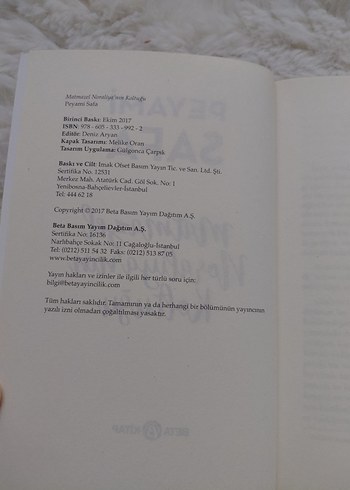 Matmazel Noraliya'nın Koltuğu
Peyami Safa
Birinci Baskı: Ekim 2017
ISBN: 978 - 605 - 333 - 992 - 2
Editör: Deniz Aryan
Kapak Tasarımı: Melike Oran
Tasarım Uygulama: Gülgonca Çarpık
Baskı ve Cilt: İmak Ofset Basım Yayın Tic. ve San. Ltd. Şti.
Sertifika No: 12531
Merkez Mah. Atatürk Cad. Göl Sok. No: 1
Yenibosna-Bahçelievler-İstanbul
Tel: 444 62 18
Copyright © 2017 Beta Basım Yayım Dağıtım A.Ş.
Beta Basım Yayım Dağıtım A.Ş.
Sertifika No: 16136
Narlıbahçe Sokak No: 11 Cağaloğlu-İstanbul
Tel: (0212) 511 54 32 Faks: (0212) 513 87 05
www.betayayincilik.com
Yayın hakları ve izinler ile ilgili her türlü soru için:
bilgi@betayayincilik.com
Tüm hakları saklıdır. Tamamının ya da herhangi bir bölümünün yayıncının
yazılı izni olmadan çoğaltılması yasaktır.